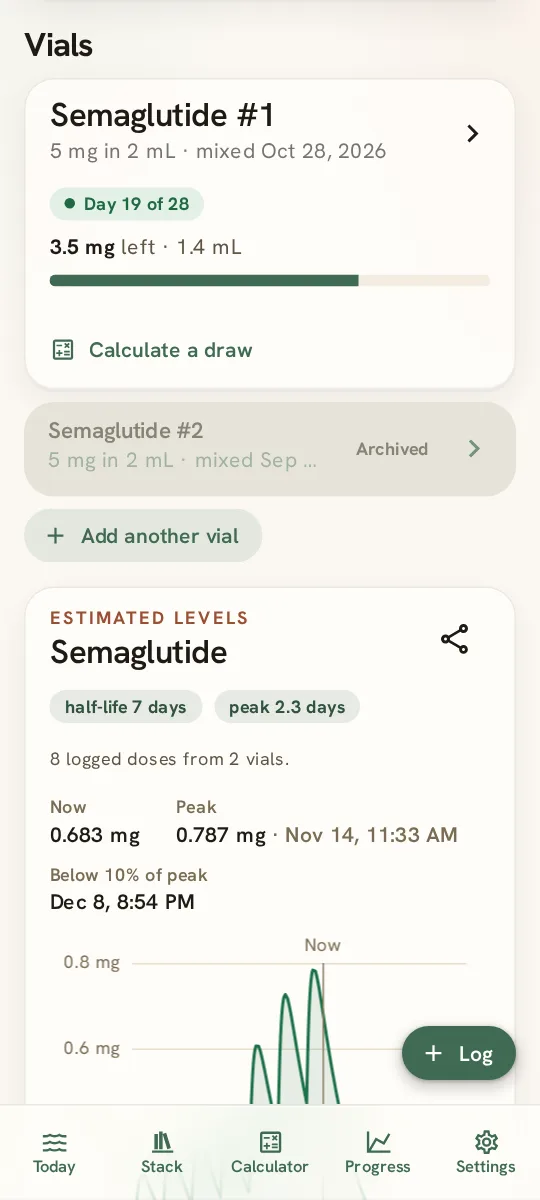 Vials
Semaglutide #1
5 mg in 2 mL · mixed Oct 28, 2026
Day 19 of 28
3.5 mg left · 1.4 mL
Calculate a draw
Semaglutide #2
5 mg in 2 mL · mixed Sep ...
Archived
Add another vial
ESTIMATED LEVELS
Semaglutide
half-life 7 days
peak 2.3 days
8 logged doses from 2 vials.
Now
Peak
0.683 mg
0.787 mg · Nov 14, 11:33 AM
Below 10% of peak
Dec 8, 8:54 PM
Now
0.8 mg
0.6 mg
+ Log
Today
Stack
Calculator
Progress
Settings